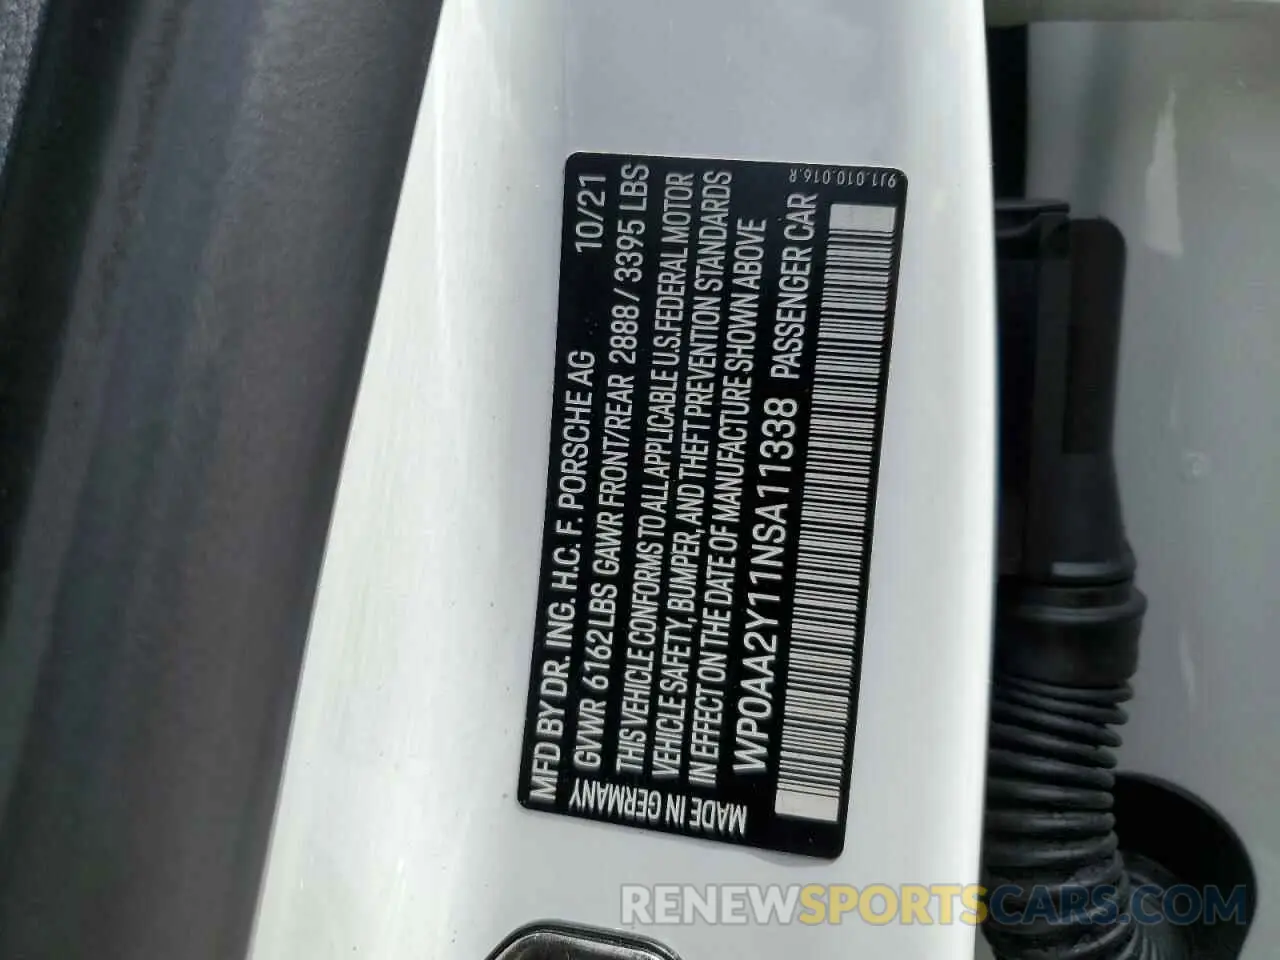 MFD BY DR. ING. H.C. F. PORSCHE AG 10/21
GVWR 6162LBS GAWR FRONT/REAR 2888 / 3395 LBS
THIS VEHICLE CONFORMS TO ALL APPLICABLE U.S. FEDERAL MOTOR
VEHICLE SAFETY, BUMPER, AND THEFT PREVENTION STANDARDS
IN EFFECT ON THE DATE OF MANUFACTURE SHOWN ABOVE
WP0AA2Y11NSA11338 PASSENGER CAR
MADE IN GERMANY
9J1.010.016.R
RENEWSPORTSCARS.COM